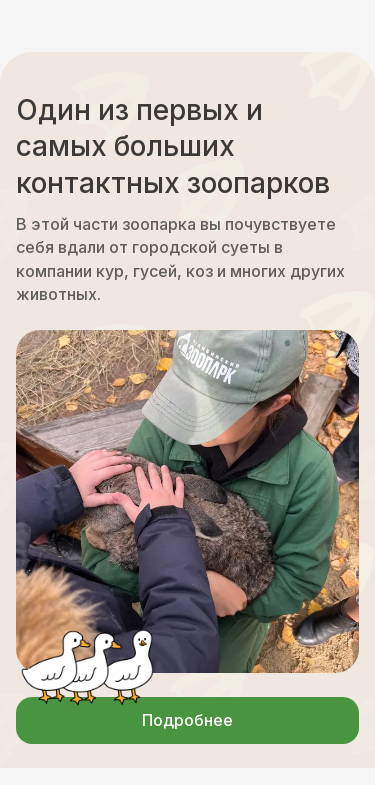 Один из первых и
самых больших
контактных зоопарков
В этой части зоопарка вы почувствуете
себя вдали от городской суеты в
компании кур, гусей, коз и многих других
животных.
ЗООПАРК
Подробнее